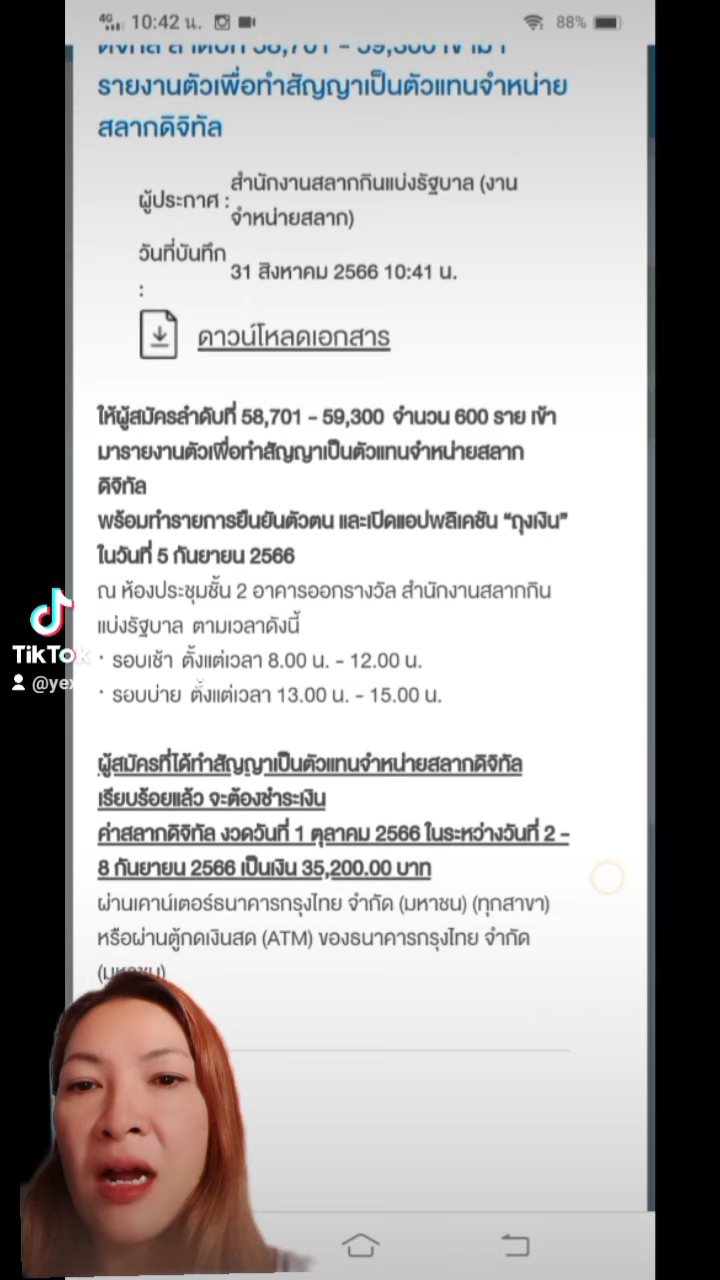 4G 10:42 น. 88%
รายงานตัวเพื่อทำสัญญาเป็นตัวแทนจำหน่าย
สลากดิจิทัล
ผู้ประกาศ : สำนักงานสลากกินแบ่งรัฐบาล (งาน
จำหน่ายสลาก)
วันที่บันทึก
: 31 สิงหาคม 2566 10:41 น.
ดาวน์โหลดเอกสาร
ให้ผู้สมัครลำดับที่ 58,701 - 59,300 จำนวน 600 ราย เข้า
มารายงานตัวเพื่อทำสัญญาเป็นตัวแทนจำหน่ายสลาก
ดิจิทัล
พร้อมทำรายการยืนยันตัวตน และเปิดแอปพลิเคชัน “ถุงเงิน”
ในวันที่ 5 กันยายน 2566
ณ ห้องประชุมชั้น 2 อาคารออกรางวัล สำนักงานสลากกิน
แบ่งรัฐบาล ตามเวลาดังนี้
· รอบเช้า ตั้งแต่เวลา 8.00 น. - 12.00 น.
· รอบบ่าย ตั้งแต่เวลา 13.00 น. - 15.00 น.
TikTok
@yex
ผู้สมัครที่ได้ทำสัญญาเป็นตัวแทนจำหน่ายสลากดิจิทัล
เรียบร้อยแล้ว จะต้องชำระเงิน
ค่าสลากดิจิทัล งวดวันที่ 1 ตุลาคม 2566 ในระหว่างวันที่ 2 -
8 กันยายน 2566 เป็นเงิน 35,200.00 บาท
ผ่านเคาน์เตอร์ธนาคารกรุงไทย จำกัด (มหาชน) (ทุกสาขา)
หรือผ่านตู้กดเงินสด (ATM) ของธนาคารกรุงไทย จำกัด
(มหาชน)